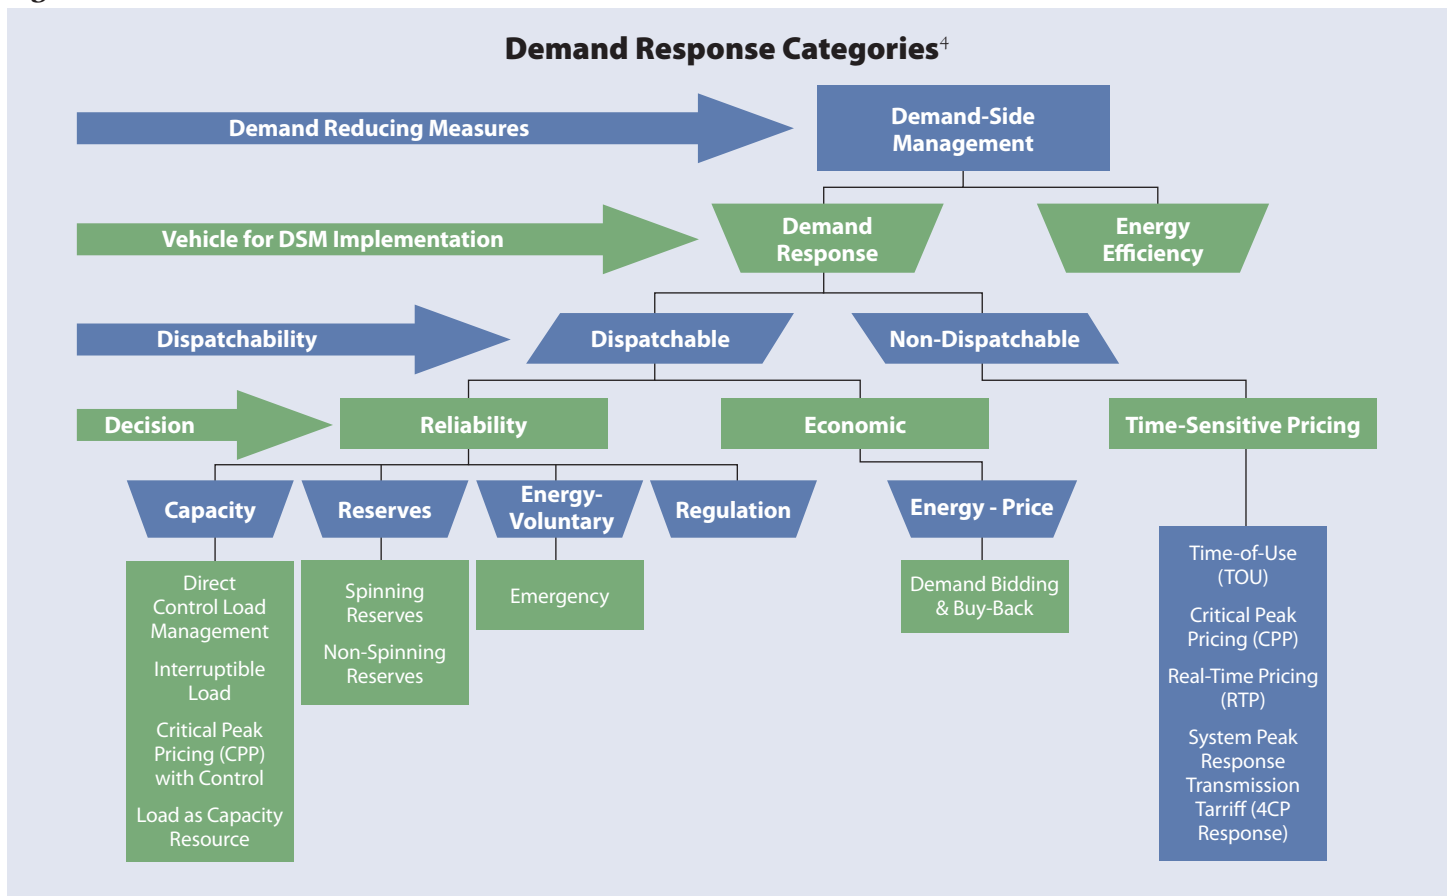 Demand Response Categories4
Demand Reducing Measures
Demand-Side
Management
Vehicle for DSM Implementation
Demand
Response
Energy
Efficiency
Dispatchability
Dispatchable
Non-Dispatchable
Decision
Reliability
Economic
Time-Sensitive Pricing
Capacity
Reserves
Energy-
Voluntary
Regulation
Energy - Price
Direct
Control Load
Management
Interruptible
Load
Critical Peak
Pricing (CPP)
with Control
Load as Capacity
Resource
Spinning
Reserves
Non-Spinning
Reserves
Emergency
Demand Bidding
& Buy-Back
Time-of-Use
(TOU)
Critical Peak
Pricing (CPP)
Real-Time Pricing
(RTP)
System Peak
Response
Transmission
Tarriff (4CP
Response)